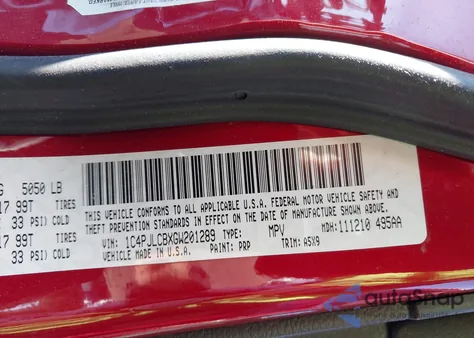 G 5050 LB
17 99T TIRES
33 PSI) COLD
17 99T TIRES
33 PSI) COLD
THIS VEHICLE CONFORMS TO ALL APPLICABLE U.S.A. FEDERAL MOTOR VEHICLE SAFETY AND
THEFT PREVENTION STANDARDS IN EFFECT ON THE DATE OF MANUFACTURE SHOWN ABOVE.
VIN: 1C4PJLCBXGW201289 TYPE: MPV MDH: 111210 495AA
VEHICLE MADE IN U.S.A. PAINT: PRP TRIM: A5X9
autoSnap